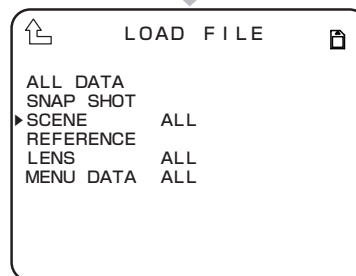 LOAD FILE
ALL DATA
SNAP SHOT
SCENE ALL
REFERENCE
LENS ALL
MENU DATA ALL